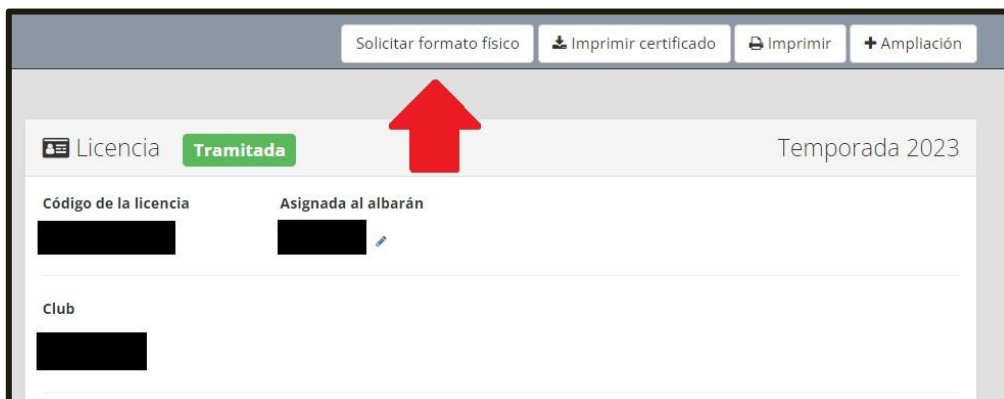 Solicitar formato físico Imprimir certificado Imprimir Ampliación
Licencia Tramitada Temporada 2023
Código de la licencia Asignada al albarán
Club